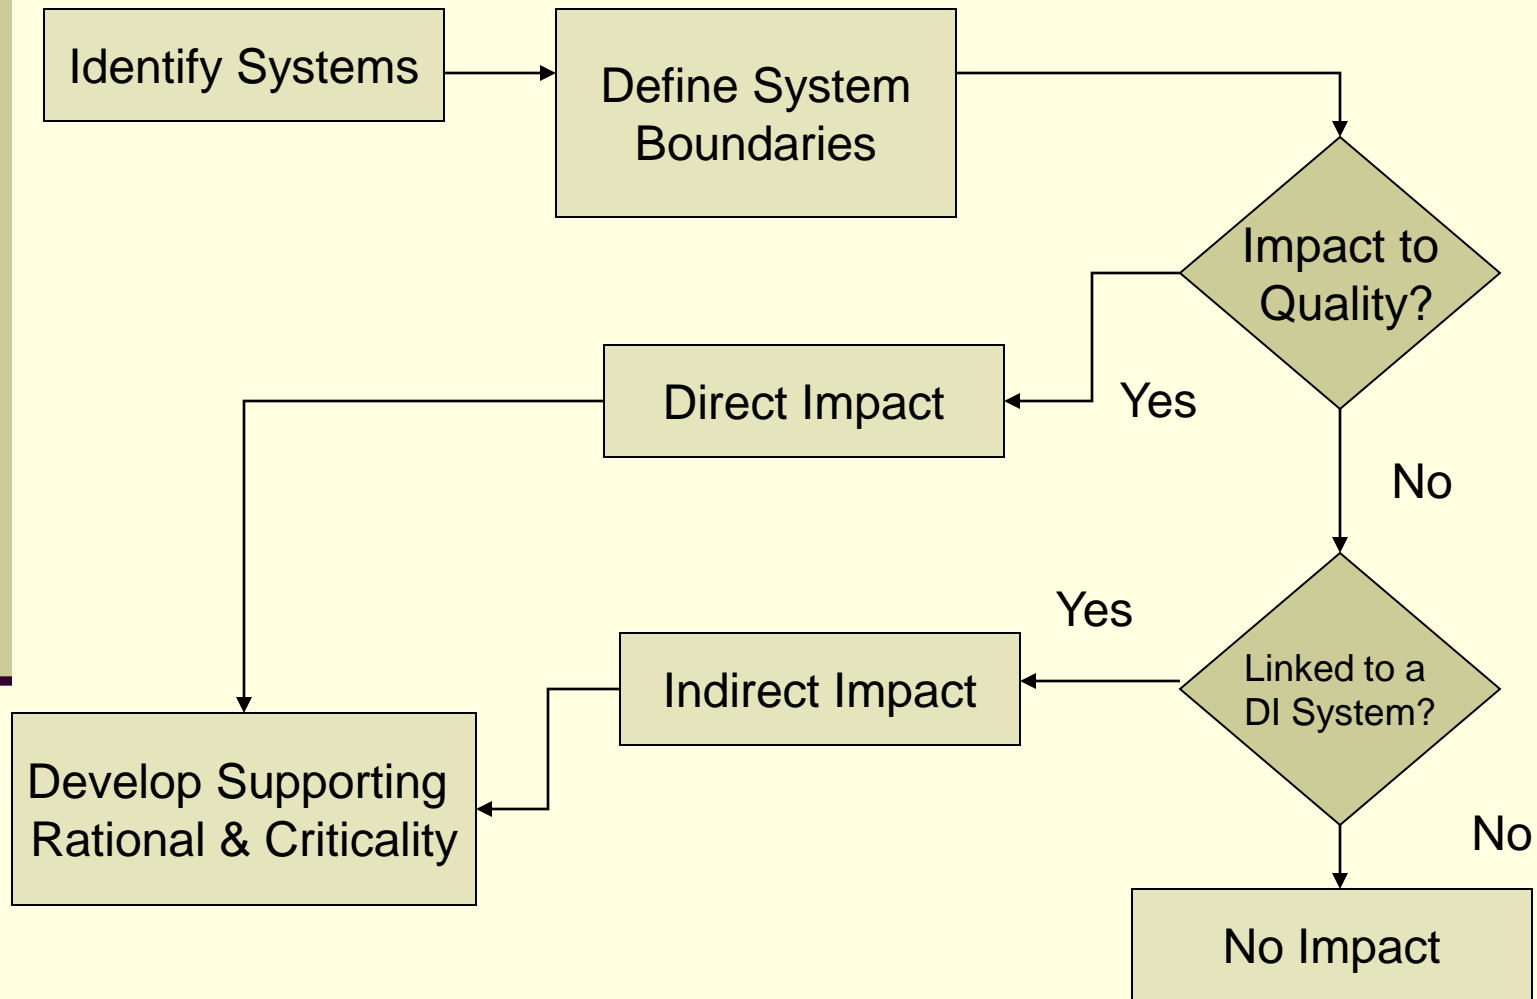 Identify Systems
Define System
Boundaries
Impact to
Quality?
Direct Impact
Yes
No
Yes
Indirect Impact
Linked to a
DI System?
Develop Supporting
Rational & Criticality
No
No Impact